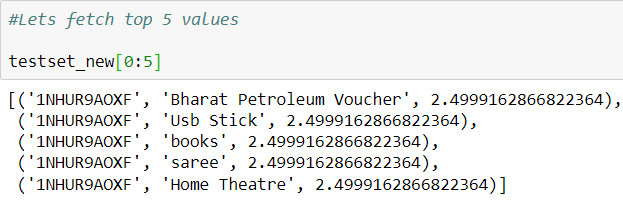 #Lets fetch top 5 values
testset_new[0:5]
[('1NHUR9AOXF', 'Bharat Petroleum Voucher', 2.4999162866822364),
('1NHUR9AOXF', 'Usb Stick', 2.4999162866822364),
('1NHUR9AOXF', 'books', 2.4999162866822364),
('1NHUR9AOXF', 'saree', 2.4999162866822364),
('1NHUR9AOXF', 'Home Theatre', 2.4999162866822364)]